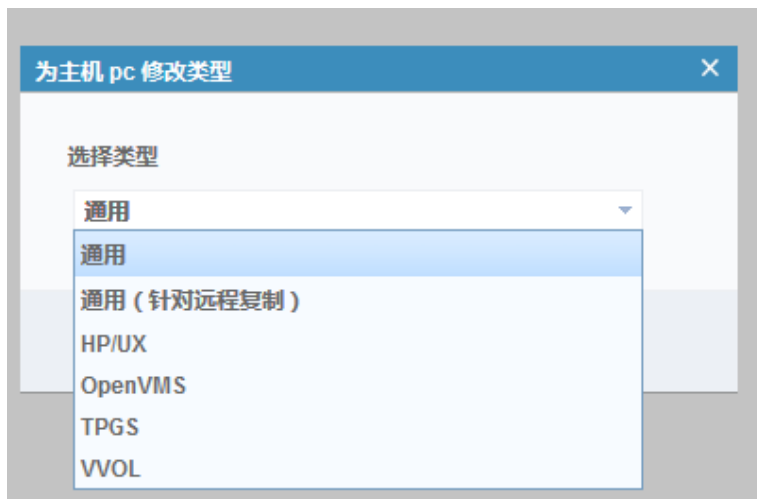 为主机 pc 修改类型
选择类型
通用
通用
通用（针对远程复制）
HP/UX
OpenVMS
TPGS
VVOL